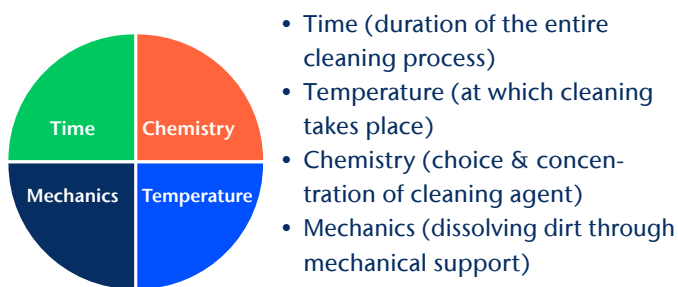 Time
Chemistry
Mechanics
Temperature
• Time (duration of the entire
cleaning process)
• Temperature (at which cleaning
takes place)
• Chemistry (choice & concen-
tration of cleaning agent)
• Mechanics (dissolving dirt through
mechanical support)